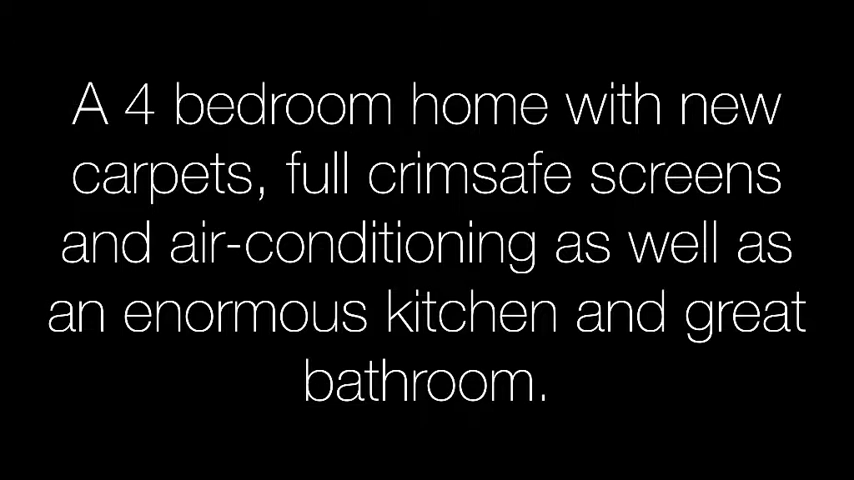 A 4 bedroom home with new
carpets, full crimsafe screens
and air-conditioning as well as
an enormous kitchen and great
bathroom.